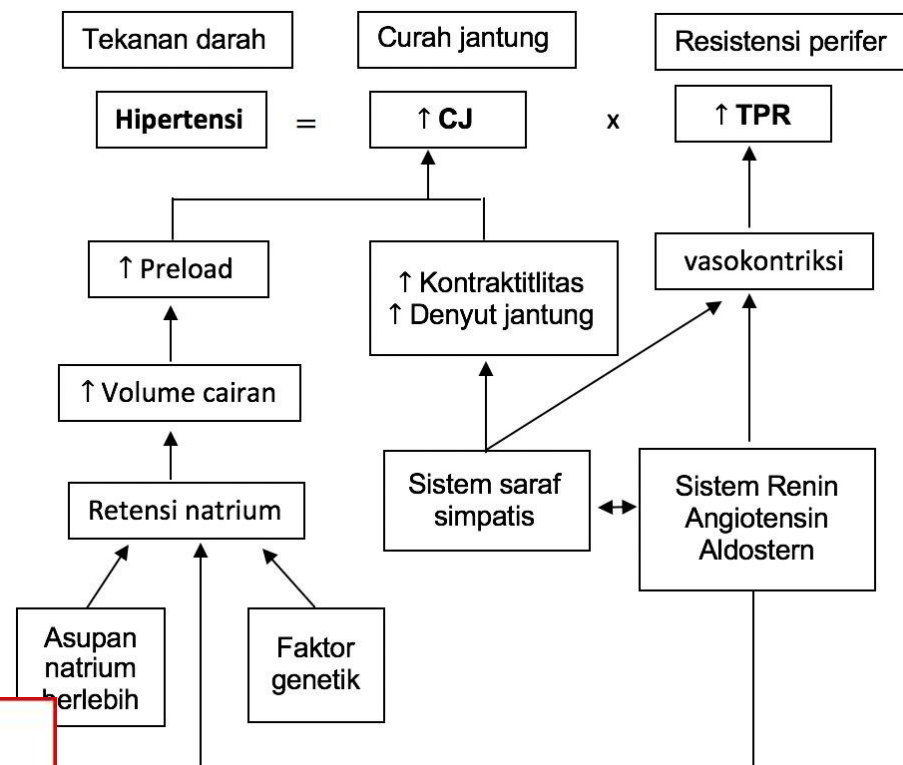 Tekanan darah
Curah jantung
Resistensi perifer
Hipertensi
=
↑ CJ
x
↑ TPR
↑ Preload
↑ Kontraktitlitas
↑ Denyut jantung
vasokontriksi
↑ Volume cairan
Retensi natrium
Sistem saraf
simpatis
Sistem Renin
Angiotensin
Aldostern
Asupan
natrium
berlebih
Faktor
genetik